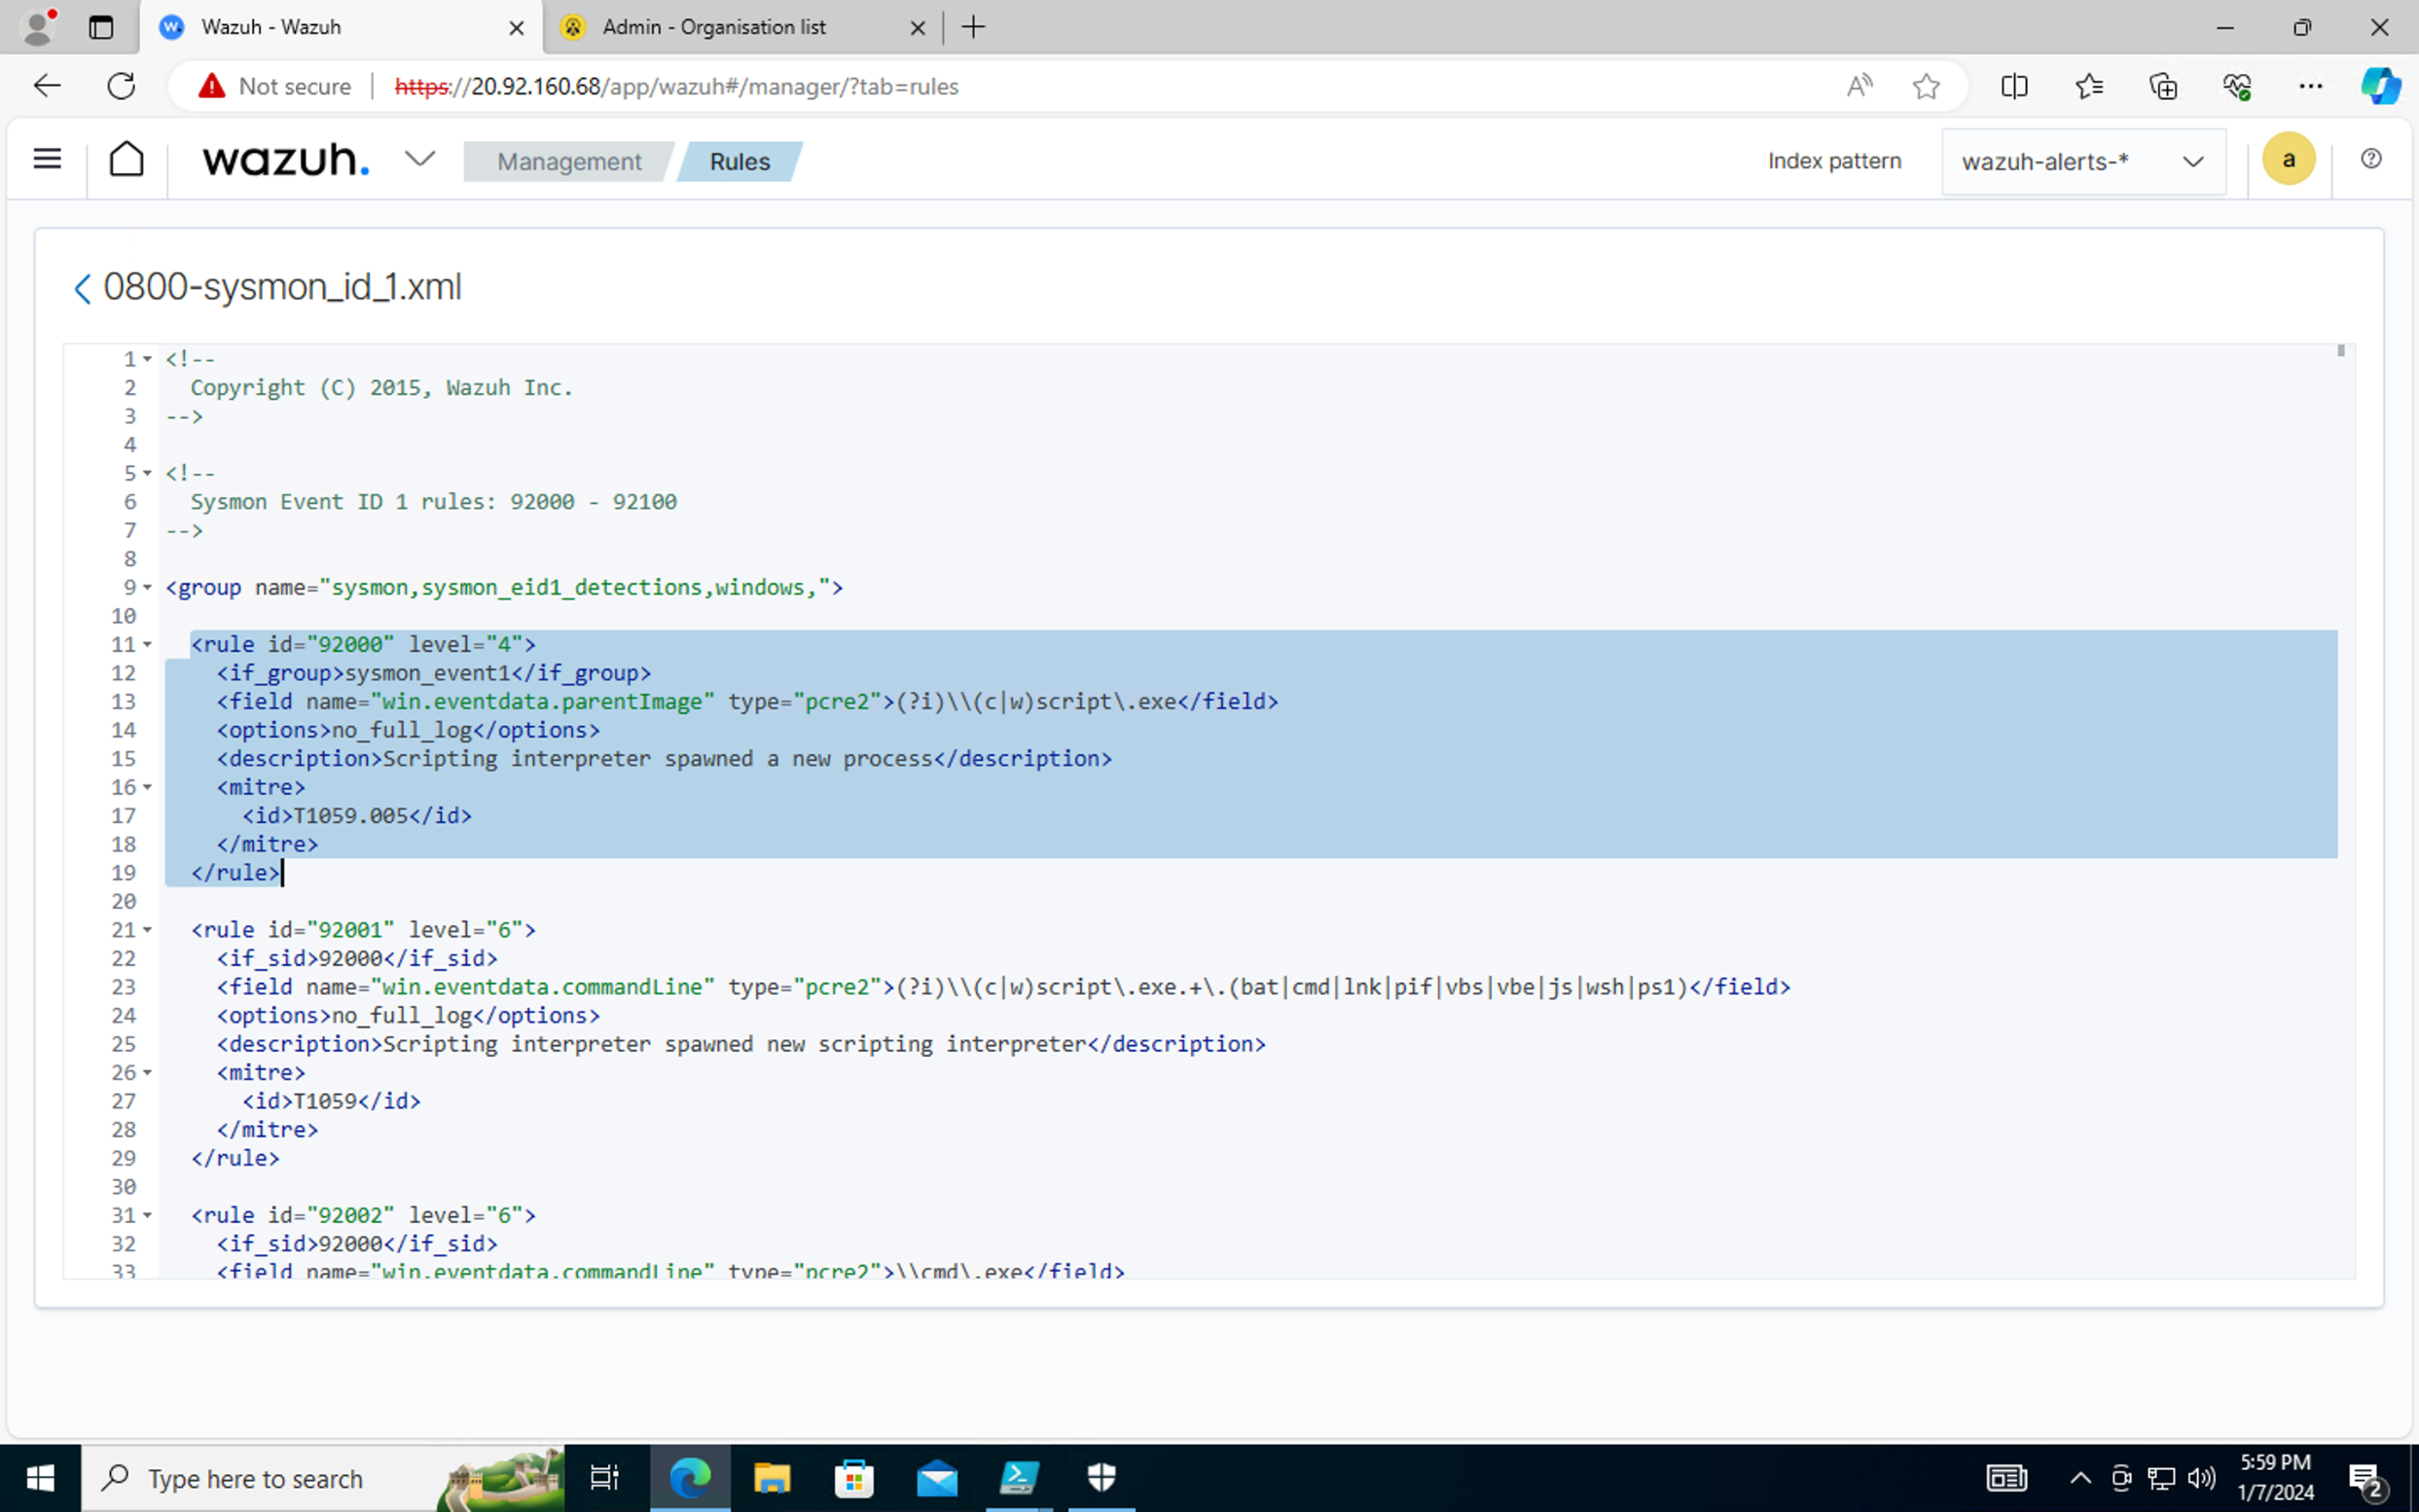 Wazuh - Wazuh
Admin - Organisation list
Not secure
https://20.92.160.68/app/wazuh#/manager/?tab=rules
wazuh.
Management
Rules
Index pattern
wazuh-alerts-*
a
0800-sysmon_id_1.xml
1 <!--
2 Copyright (C) 2015, Wazuh Inc.
3 -->
4
5 <!--
6 Sysmon Event ID 1 rules: 92000 - 92100
7 -->
8
9 <group name="sysmon,sysmon_eid1_detections,windows,">
10
11 <rule id="92000" level="4">
12 <if_group>sysmon_event1</if_group>
13 <field name="win.eventdata.parentImage" type="pcre2">(?i)\\(c|w)script\.exe</field>
14 <options>no_full_log</options>
15 <description>Scripting interpreter spawned a new process</description>
16 <mitre>
17 <id>T1059.005</id>
18 </mitre>
19 </rule>
20
21 <rule id="92001" level="6">
22 <if_sid>92000</if_sid>
23 <field name="win.eventdata.commandLine" type="pcre2">(?i)\\(c|w)script\.exe.+\.(bat|cmd|lnk|pif|vbs|vbe|js|wsh|ps1)</field>
24 <options>no_full_log</options>
25 <description>Scripting interpreter spawned new scripting interpreter</description>
26 <mitre>
27 <id>T1059</id>
28 </mitre>
29 </rule>
30
31 <rule id="92002" level="6">
32 <if_sid>92000</if_sid>
33 <field name="win.eventdata.commandLine" type="pcre2">\\cmd\.exe</field>
Type here to search
5:59 PM
1/7/2024
2